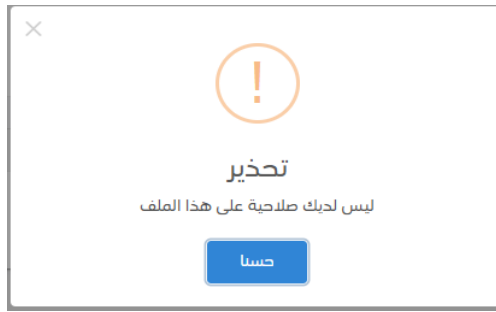 تحذير
ليس لديك صلاحية على هذا الملف
حسنا